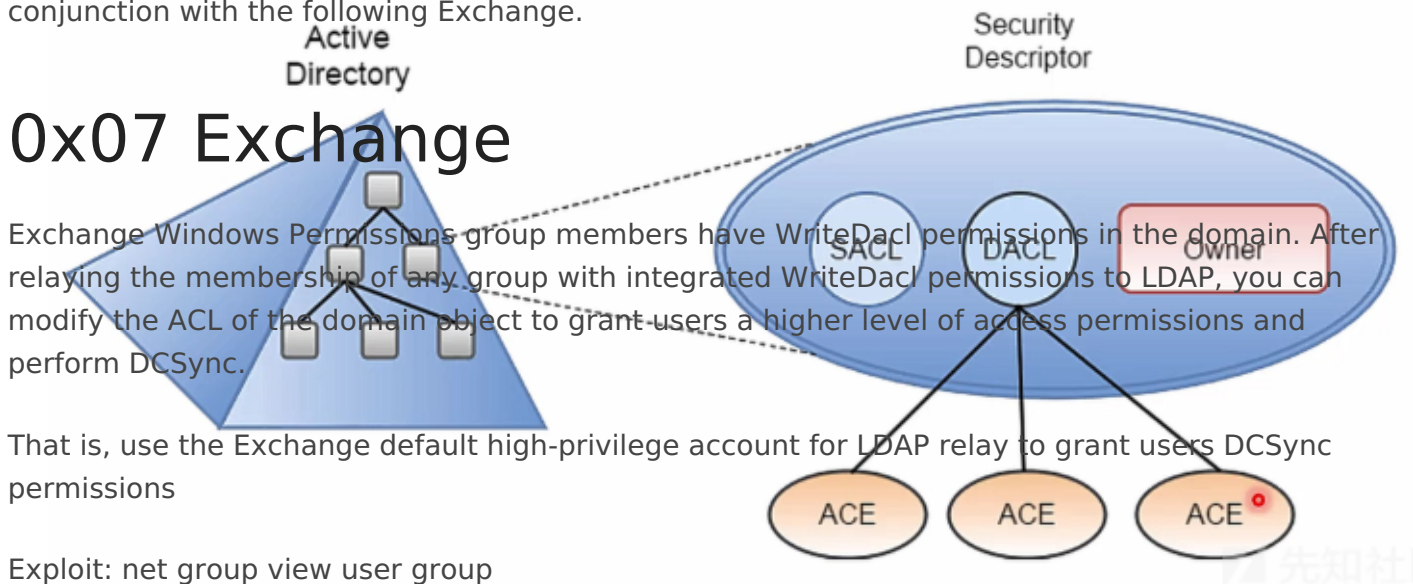 conjunction with the following Exchange.
Active
Directory
Security
Descriptor
0x07 Exchange
Exchange Windows Permissions group members have WriteDacl permissions in the domain. After
relaying the membership of any group with integrated WriteDacl permissions to LDAP, you can
modify the ACL of the domain object to grant users a higher level of access permissions and
perform DCSync.
SACL
DACL
Owner
That is, use the Exchange default high-privilege account for LDAP relay to grant users DCSync
permissions
ACE
ACE
ACE
Exploit: net group view user group
先知社